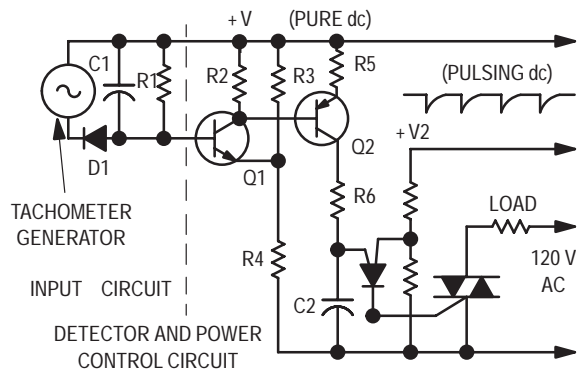 + V (PURE dc)
C1
R1
R2
R3
R5
(PULSING dc)
+ V2
D1
Q1
Q2
TACHOMETER
GENERATOR
R6
R4
LOAD
120 V
AC
INPUT CIRCUIT
C2
DETECTOR AND POWER
CONTROL CIRCUIT